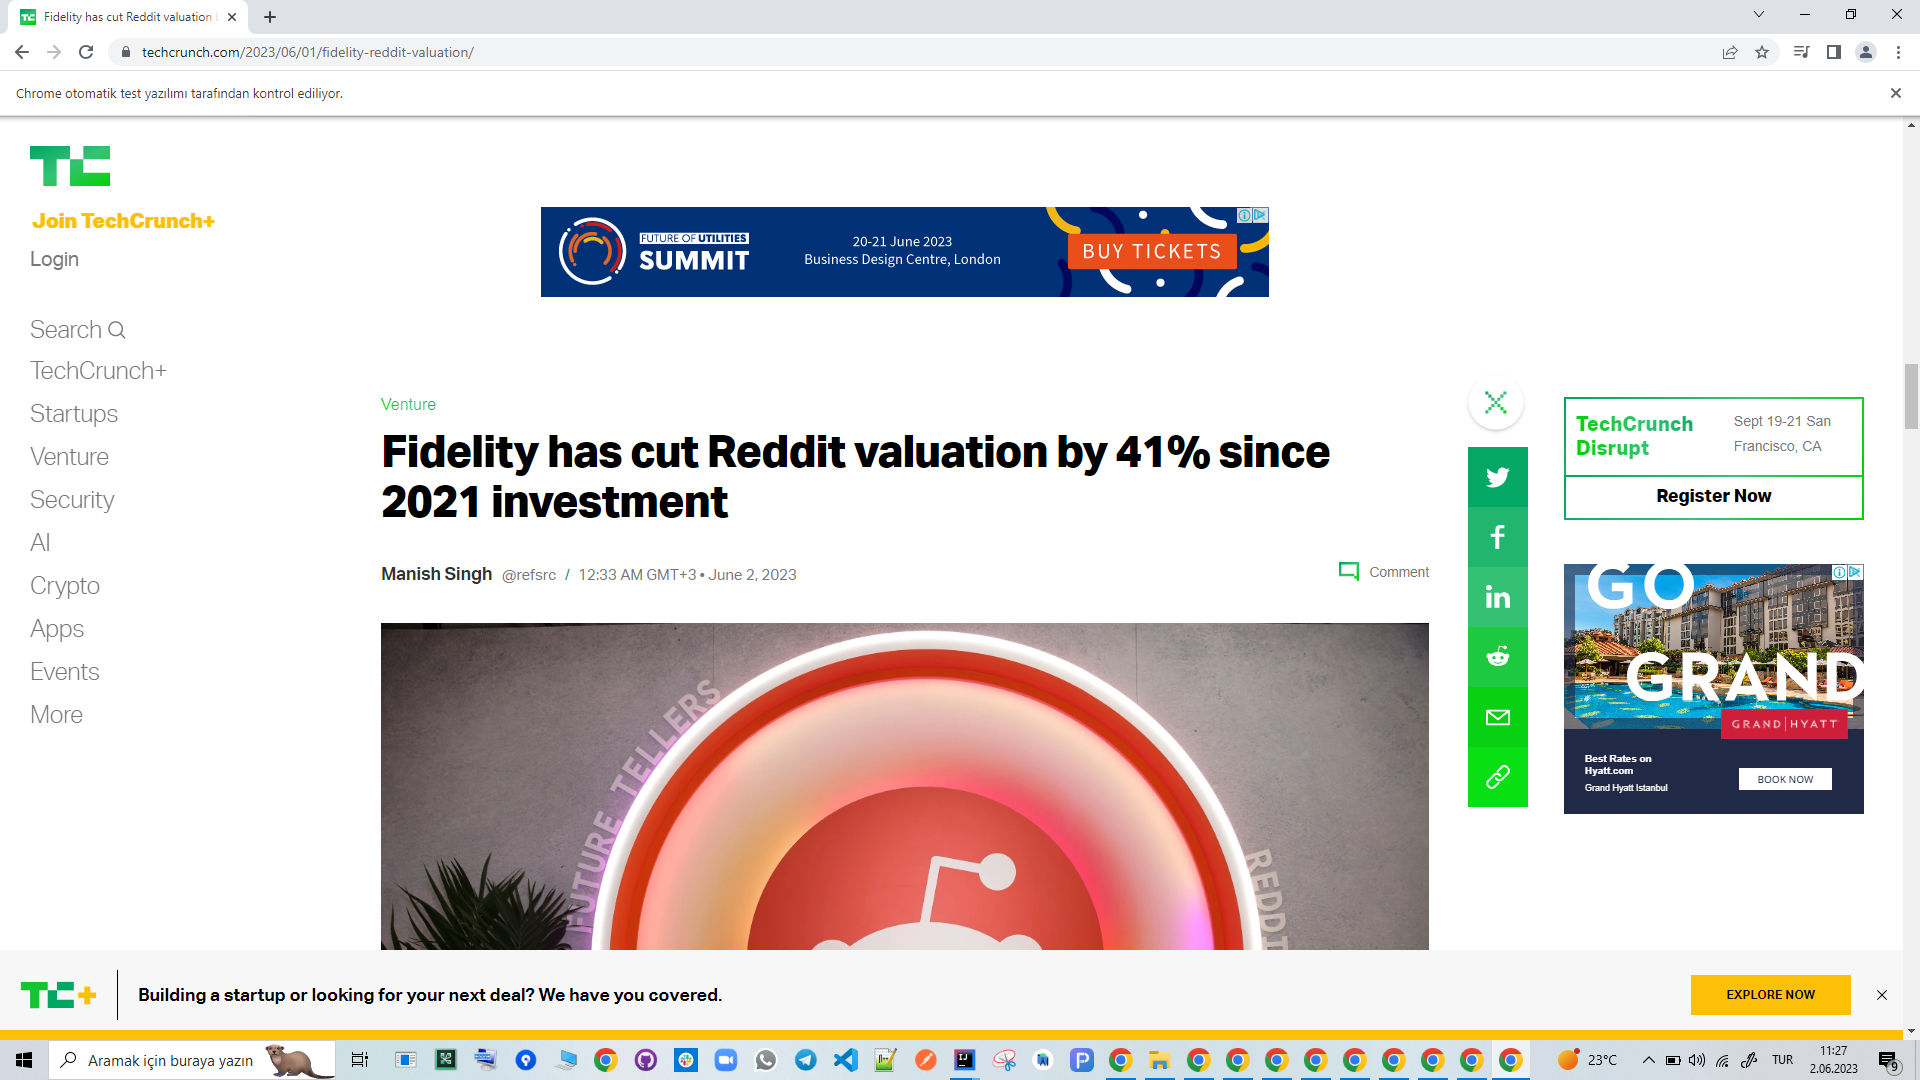 Fidelity has cut Reddit valuation
techcrunch.com/2023/06/01/fidelity-reddit-valuation/
Chrome otomatik test yazılımı tarafından kontrol ediliyor.
TC
Join TechCrunch+
Login
Search
TechCrunch+
Startups
Venture
Security
AI
Crypto
Apps
Events
More
FUTURE OF UTILITIES
SUMMIT
20-21 June 2023
Business Design Centre, London
BUY TICKETS
Venture
Fidelity has cut Reddit valuation by 41% since
2021 investment
Manish Singh @refsrc / 12:33 AM GMT+3 • June 2, 2023
Comment
FUTURE TELLERS
REDDI
TechCrunch
Disrupt
Sept 19-21 San
Francisco, CA
Register Now
GO
GRAND
GRAND | HYATT
Best Rates on
Hyatt.com
Grand Hyatt Istanbul
BOOK NOW
TC+
Building a startup or looking for your next deal? We have you covered.
EXPLORE NOW
Aramak için buraya yazın
23°C
TUR
11:27
2.06.2023
9